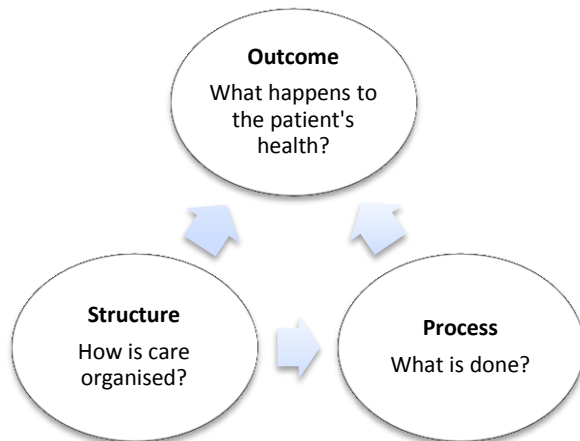 Outcome
What happens to
the patient's
health?
Structure
How is care
organised?
Process
What is done?